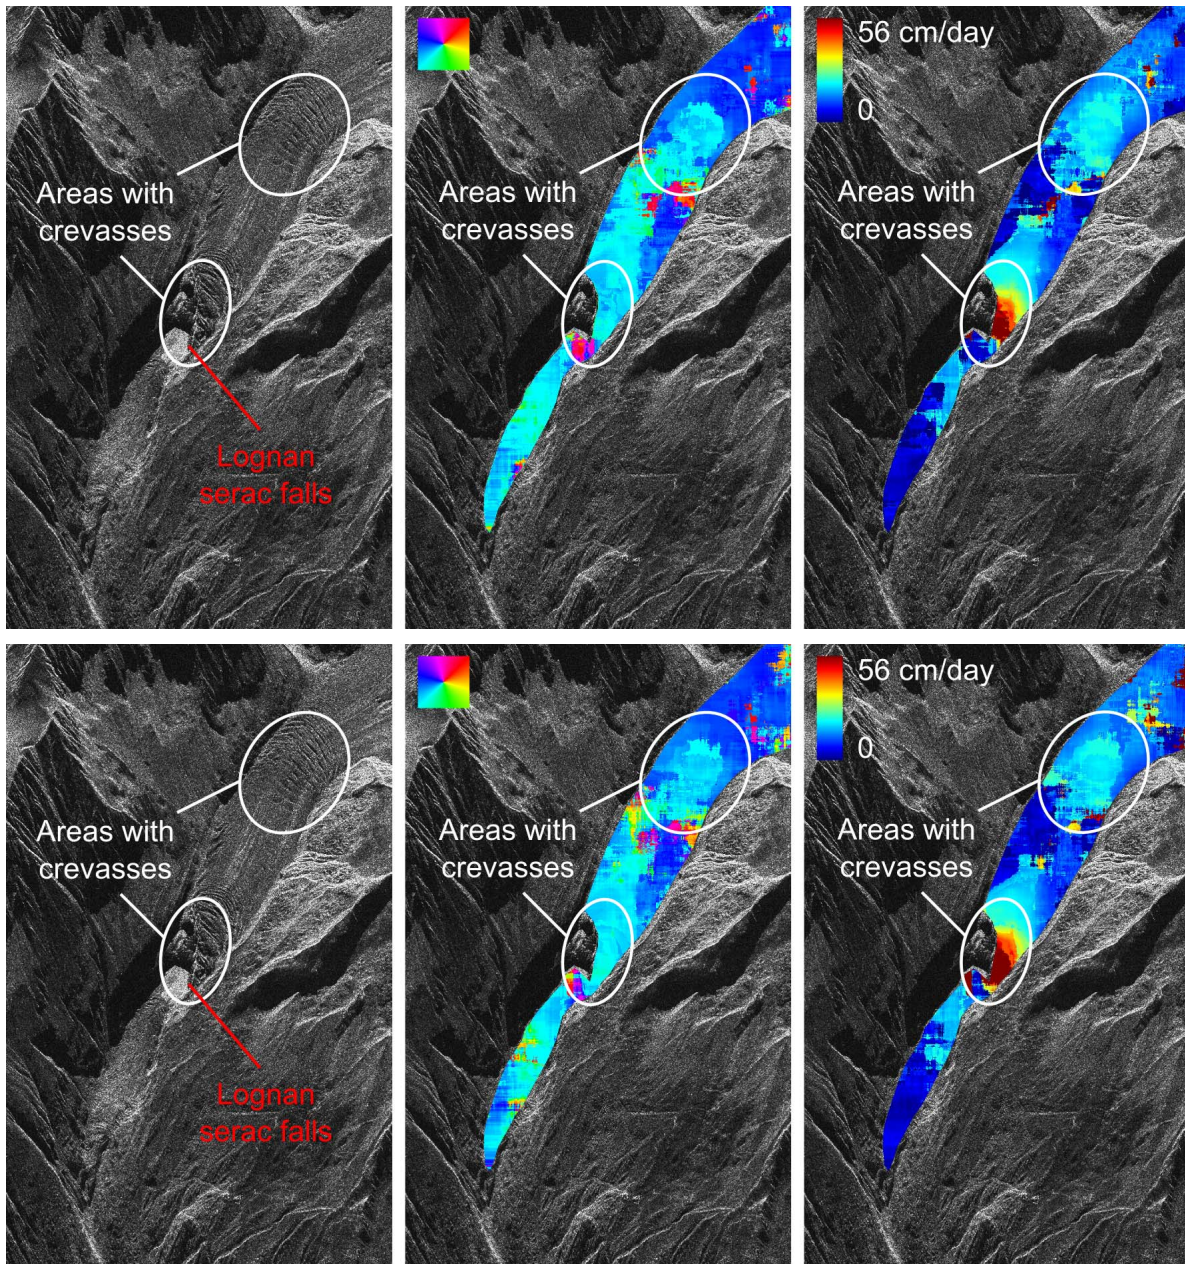 56 cm/day
0
Areas with
crevasses
Areas with
crevasses
Areas with
crevasses
Lognan
serac falls
56 cm/day
0
Areas with
crevasses
Areas with
crevasses
Areas with
crevasses
Lognan
serac falls